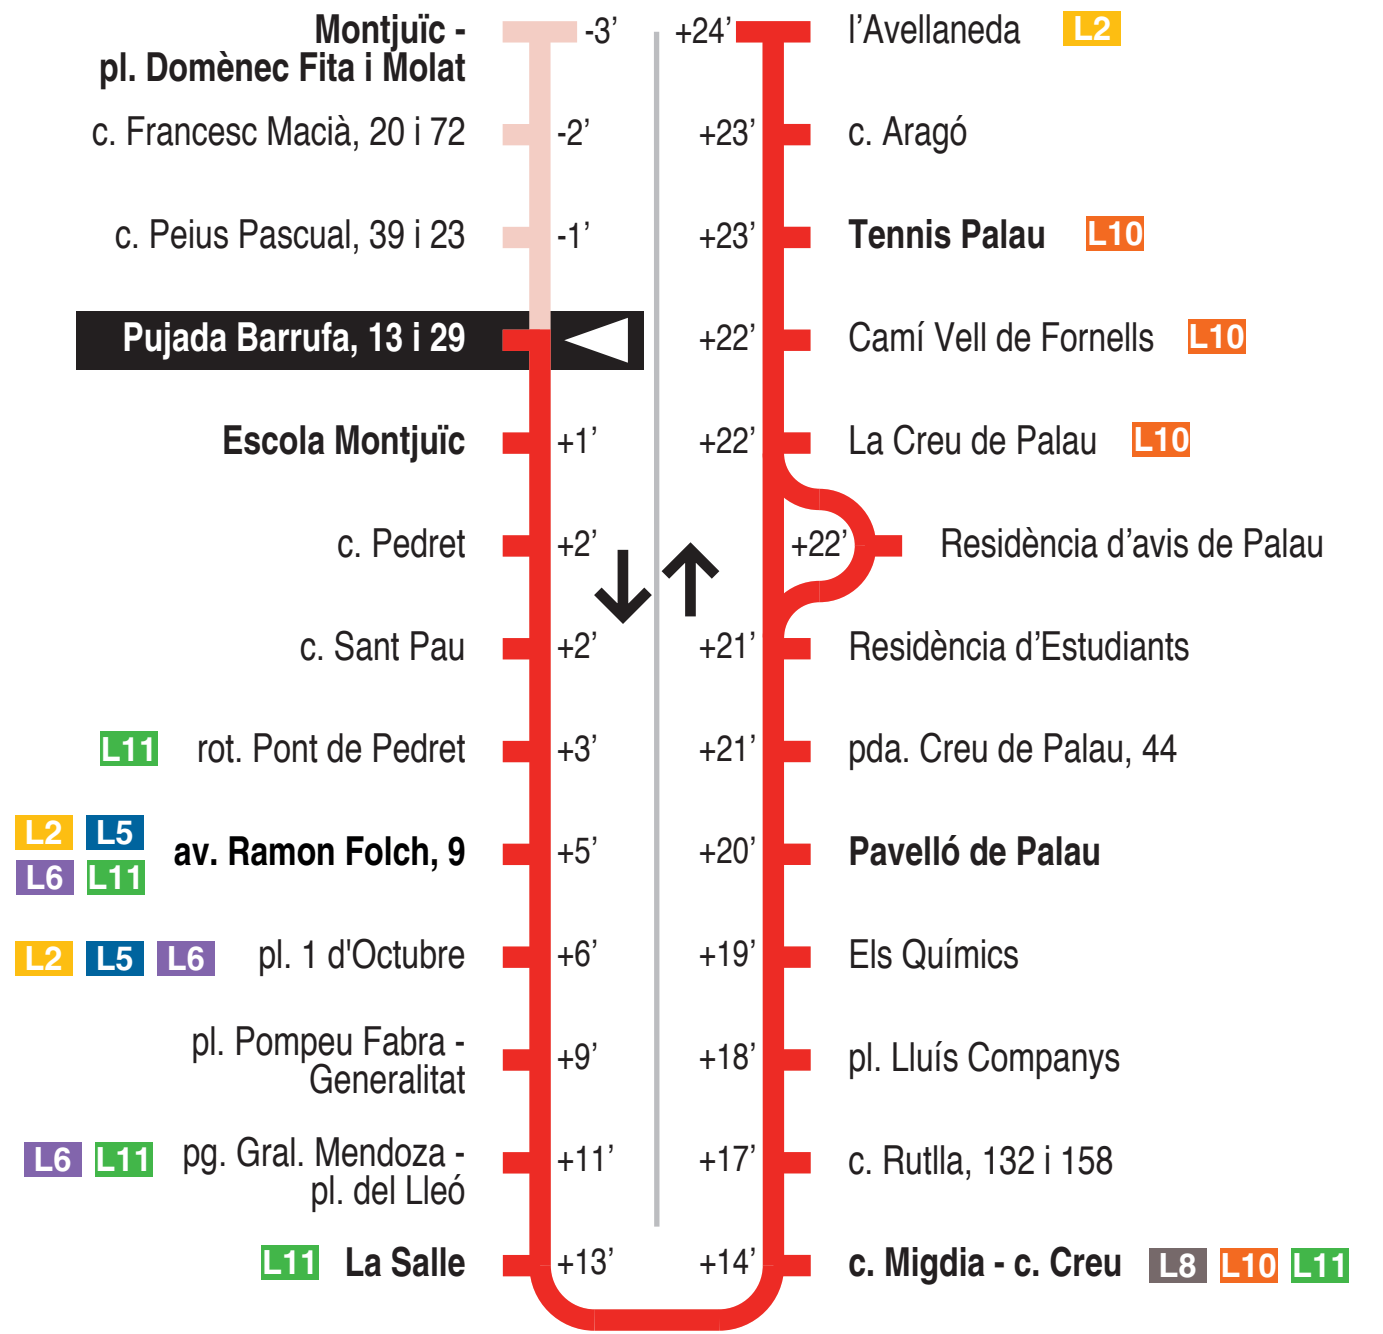 Montjuïc -
pl. Domènec Fita i Molat
-3’
c. Francesc Macià, 20 i 72
-2’
c. Peius Pascual, 39 i 23
-1’
Pujada Barrufa, 13 i 29
Escola Montjuïc
+1’
c. Pedret
+2’
c. Sant Pau
+2’
L11 rot. Pont de Pedret
+3’
L2 L5
L6 L11
av. Ramon Folch, 9
+5’
L2 L5 L6 pl. 1 d'Octubre
+6’
pl. Pompeu Fabra -
Generalitat
+9’
L6 L11 pg. Gral. Mendoza -
pl. del Lleó
+11’
L11 La Salle
+13’
+24’ l’Avellaneda L2
+23’ c. Aragó
+23’ Tennis Palau L10
+22’ Camí Vell de Fornells L10
+22’ La Creu de Palau L10
+22’ Residència d’avis de Palau
+21’ Residència d’Estudiants
+21’ pda. Creu de Palau, 44
+20’ Pavelló de Palau
+19’ Els Químics
+18’ pl. Lluís Companys
+17’ c. Rutlla, 132 i 158
+14’ c. Migdia - c. Creu L8 L10 L11